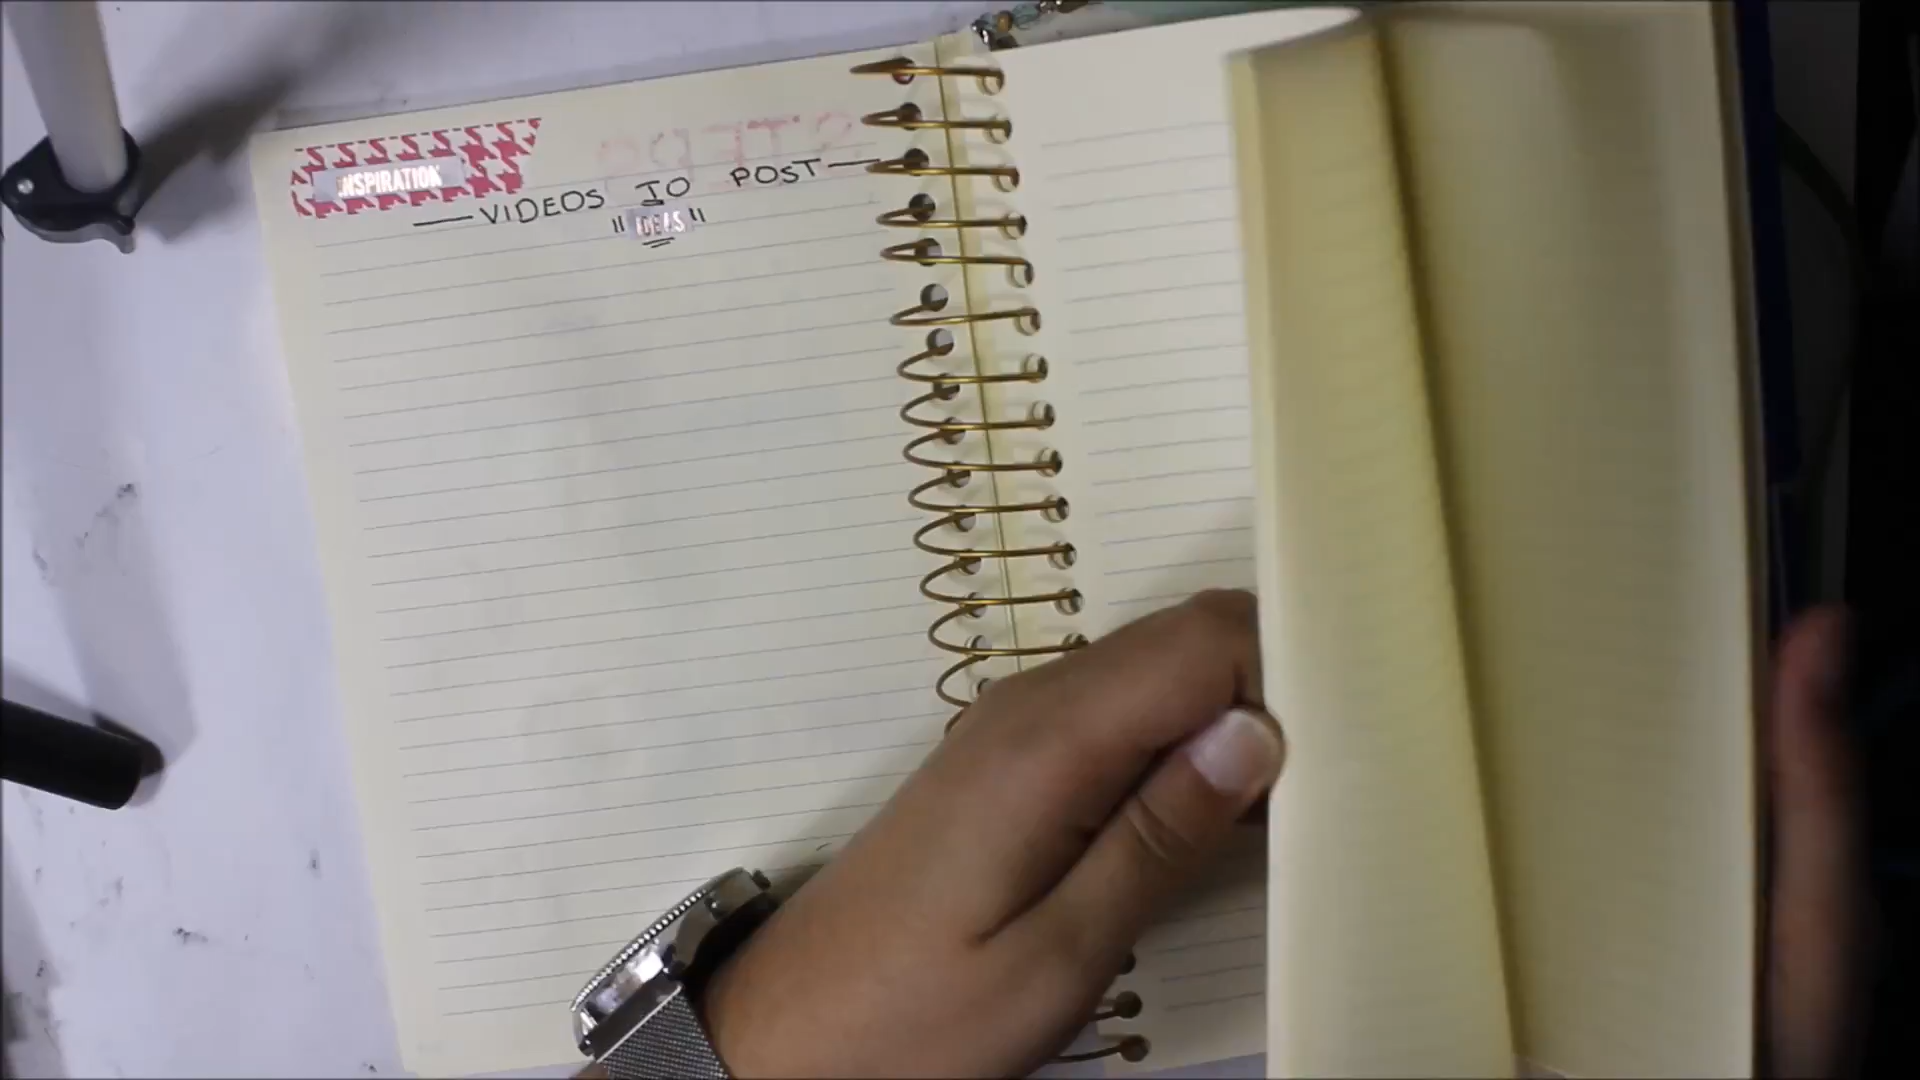 INSPIRATION
— VIDEOS TO POST —
"IDEAS"